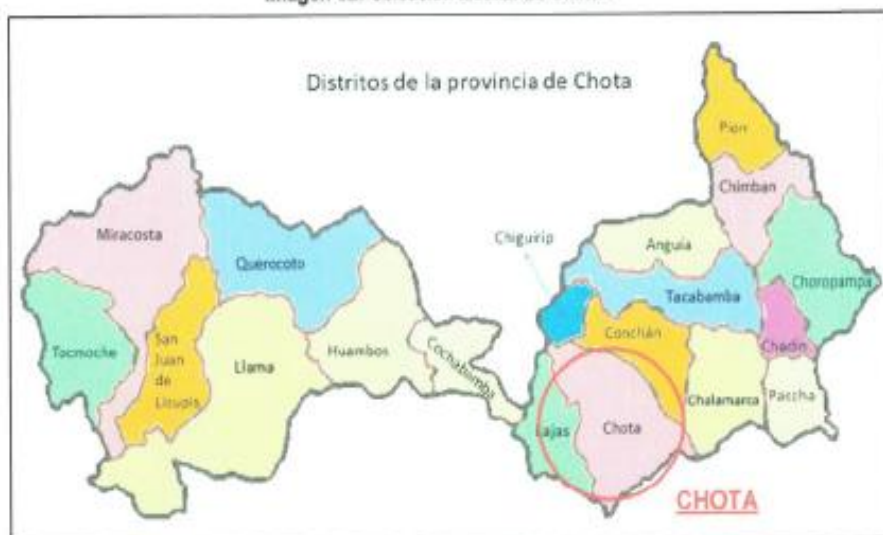 Distritos de la provincia de Chota
Pion
Chimban
Miracosta
Chiguirip
Anguia
Querocoto
Choropampa
Tacabamba
Tocmoche
San
Juan
de
Licupis
Conchán
Chadin
Cochabamba
Huambos
Llama
Chalamarca
Paccha
Lajas
Chota
CHOTA